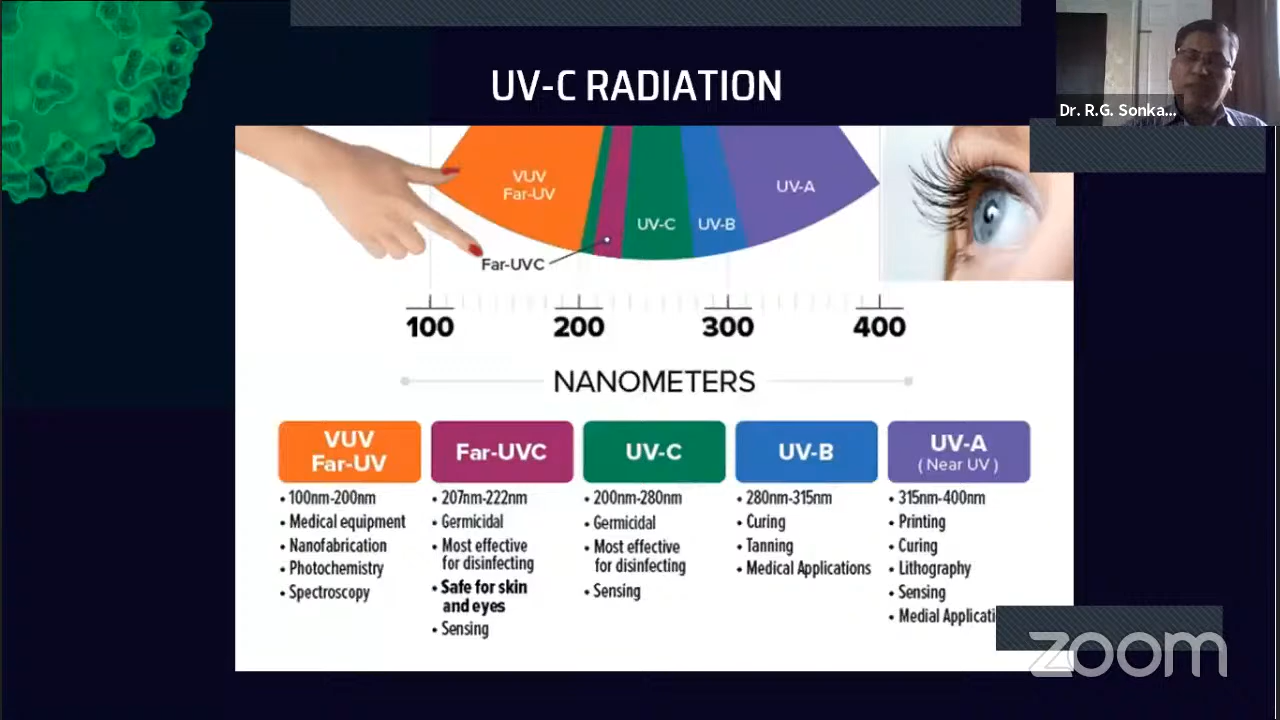 UV-C RADIATION
Dr. R.G. Sonka...
VUV
Far-UV
UV-C
UV-B
UV-A
Far-UVC
100
200
300
400
NANOMETERS
VUV
Far-UV
• 100nm-200nm
• Medical equipment
• Nanofabrication
• Photochemistry
• Spectroscopy
Far-UVC
• 207nm-222nm
• Germicidal
• Most effective
for disinfecting
• Safe for skin
and eyes
• Sensing
UV-C
• 200nm-280nm
• Germicidal
• Most effective
for disinfecting
• Sensing
UV-B
• 280nm-315nm
• Curing
• Tanning
• Medical Applications
UV-A
( Near UV )
• 315nm-400nm
• Printing
• Curing
• Lithography
• Sensing
• Medial Applicati
zoom